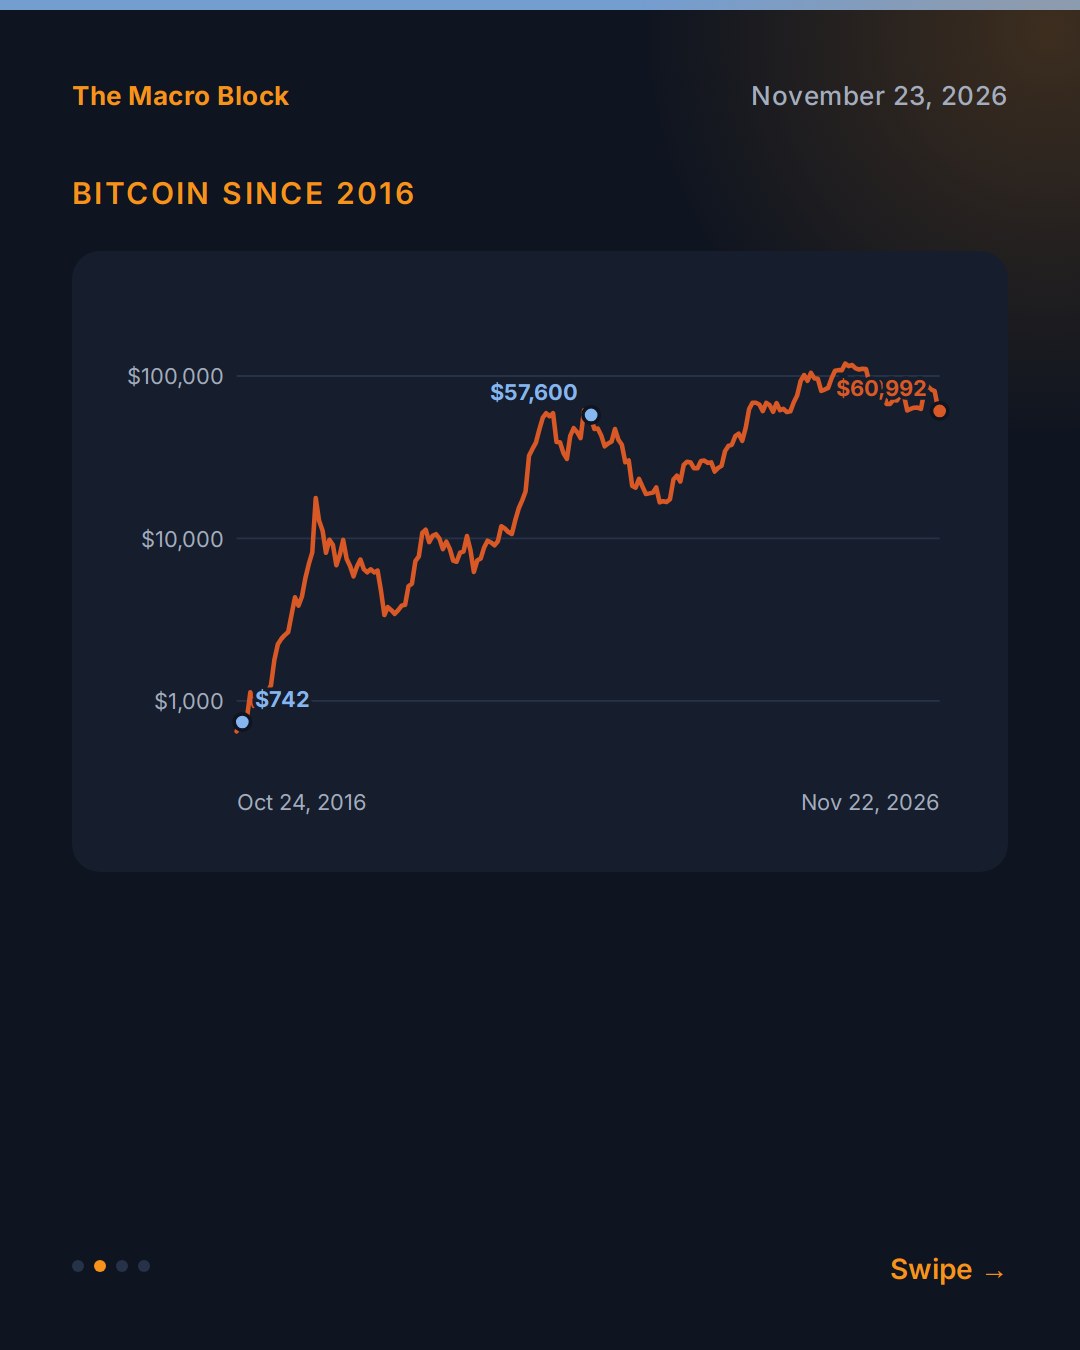 The Macro Block
November 23, 2026
BITCOIN SINCE 2016
$100,000
$57,600
$60,992
$10,000
$1,000
$742
Oct 24, 2016
Nov 22, 2026
Swipe →